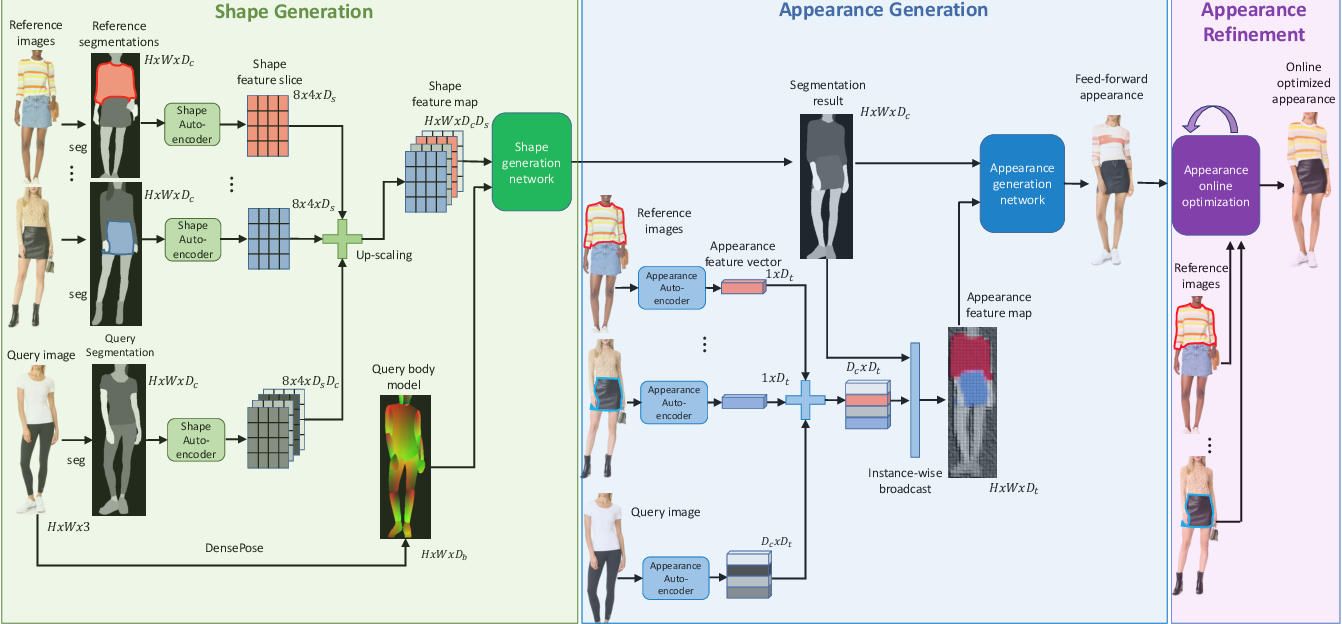 Shape Generation
Reference
images
Reference
segmentations
HxWxD_c
Shape
feature slice
8x4xD_s
Shape
Auto-
encoder
seg
Shape
feature map
HxWxD_cD_s
Shape
generation
network
HxWxD_c
8x4xD_s
Shape
Auto-
encoder
seg
Up-scaling
Query image
Query
Segmentation
HxWxD_c
8x4xD_sD_c
Shape
Auto-
encoder
seg
HxWx3
Query body
model
DensePose
HxWxD_b
Appearance Generation
Segmentation
result
HxWxD_c
Feed-forward
appearance
Appearance
generation
network
Reference
images
Appearance
feature vector
1xD_t
Appearance
Auto-
encoder
1xD_t
Appearance
Auto-
encoder
D_cxD_t
Appearance
feature map
Instance-wise
broadcast
HxWxD_t
Query image
D_cxD_t
Appearance
Auto-
encoder
Appearance
Refinement
Online
optimized
appearance
Appearance
online
optimization
Reference
images